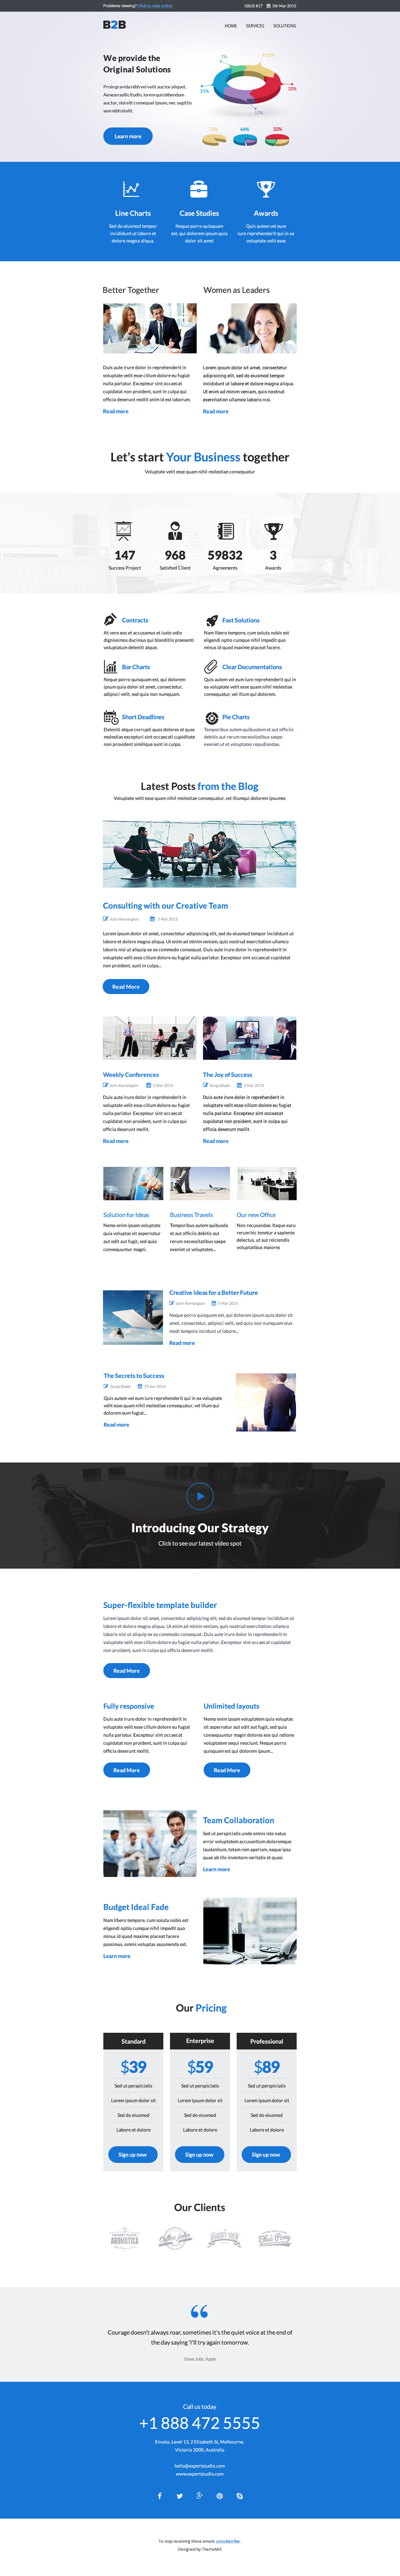 Problems viewing? Click to view online
ISSUE #17 5th Mar 2015
B2B
HOME SERVICES SOLUTIONS
We provide the
Original Solutions
Proin gravida nibh vel velit auctor aliquet.
Aenean sollicitudin, lorem quis bibendum
auctor, nisi elit consequat ipsum, nec sagittis
sem nibh id elit.
Learn more
7%
21%
32%
17%
64%
32%
Line Charts
Sed do eiusmod tempor
incididunt ut labore et
dolore magna aliqua.
Case Studies
Neque porro quisquam
est, qui dolorem ipsum quia
dolor sit amet
Awards
Quis autem vel eum
iure reprehenderit qui in ea
voluptate velit esse
Better Together
Duis aute irure dolor in reprehenderit in
voluptate velit esse cillum dolore eu fugiat
nulla pariatur. Excepteur sint occaecat
cupidatat non proident, sunt in culpa qui
officia deserunt mollit anim id est laborum.
Read more
Women as Leaders
Lorem ipsum dolor sit amet, consectetur
adipisicing elit, sed do eiusmod tempor
incididunt ut labore et dolore magna aliqua.
Ut enim ad minim veniam, quis nostrud
exercitation ullamco laboris nisi.
Read more
Let's start Your Business together
Voluptate velit esse quam nihil molestiae consequatur
147
Success Project
968
Satisfied Client
59832
Agreements
3
Awards
Contracts
At vero eos et accusamus et iusto odio
dignissimos ducimus qui blanditiis praesenti
voluptatum deleniti atque.
Fast Solutions
Nam libero tempore, cum soluta nobis est
eligendi optio cumque nihil impedit quo
minus id quod maxime placeat facere.
Bar Charts
Neque porro quisquam est, qui dolorem
ipsum quia dolor sit amet, consectetur,
adipisci velit, sed quia non numquam.
Clear Documentations
Quis autem vel eum iure reprehenderit qui in
ea voluptate velit esse quam nihil molestiae
consequatur vel illum qui dolorem.
Short Deadlines
Deleniti atque corrupti quos dolores et quas
molestias excepturi sint occaecati cupiditate
non provident similique sunt in culpa.
Pie Charts
Temporibus autem quibusdam et aut officiis
debitis aut rerum necessitatibus saepe
eveniet ut et voluptates repudiandae.
Latest Posts from the Blog
Voluptate velit esse quam nihil molestiae consequatur, vel illumqui dolorem ipsumes
Consulting with our Creative Team
John Kensington 3 Mar 2015
Lorem ipsum dolor sit amet, consectetur adipisicing elit, sed do eiusmod tempor incididunt ut
labore et dolore magna aliqua. Ut enim ad minim veniam, quis nostrud exercitation ullamco
laboris nisi ut aliquip ex ea commodo consequat. Duis aute irure dolor in reprehenderit in
voluptate velit esse cillum dolore eu fugiat nulla pariatur. Excepteur sint occaecat cupidatat
non proident, sunt in culpa...
Read More
Weekly Conferences
John Kensington 3 Mar 2015
Duis aute irure dolor in reprehenderit in
voluptate velit esse cillum dolore eu fugiat
nulla pariatur. Excepteur sint occaecat
cupidatat non proident, sunt in culpa qui
officia deserunt mollit.
Read more
The Joy of Success
Sonja Blade 3 Mar 2015
Duis aute irure dolor in reprehenderit in
voluptate velit esse cillum dolore eu fugiat
nulla pariatur. Excepteur sint occaecat
cupidatat non proident, sunt in culpa qui
officia deserunt mollit.
Read more
Solution for Ideas
Nemo enim ipsam voluptate
quia voluptas sit aspernatur
aut odit aut fugit, sed quia
consequuntur magni.
Business Travels
Temporibus autem quibusda
et aut officiis debitis aut
rerum necessitatibus saepe
eveniet ut voluptates...
Our new Office
Non recusandae. Itaque earu
rerum hic tenetur a sapiente
delectus, ut aut reiciendis
voluptatibus maiores
Creative Ideas for a Better Future
John Kensington 3 Mar 2015
Neque porro quisquam est, qui dolorem ipsum quia dolor sit
amet, consectetur, adipisci velit, sed quia non numquam eius
modi tempora incidunt ut labore...
Read more
The Secrets to Success
Sonja Blade 19 Jan 2014
Quis autem vel eum iure reprehenderit qui in ea voluptate
velit esse quam nihil molestiae consequatur, vel illum qui
dolorem eum fugiat...
Read more
Introducing Our Strategy
Click to see our latest video spot
Super-flexible template builder
Lorem ipsum dolor sit amet, consectetur adipisicing elit, sed do eiusmod tempor incididunt ut
labore et dolore magna aliqua. Ut enim ad minim veniam, quis nostrud exercitation ullamco
laboris nisi ut aliquip ex ea commodo consequat. Duis aute irure dolor in reprehenderit in
voluptate velit esse cillum dolore eu fugiat nulla pariatur. Excepteur sint occaecat cupidatat
non proident, sunt in culpa qui officia deserunt mollit.
Read More
Fully responsive
Duis aute irure dolor in reprehenderit in
voluptate velit esse cillum dolore eu fugiat
nulla pariatur. Excepteur sint occaecat
cupidatat non proident, sunt in culpa qui
officia deserunt mollit.
Read More
Unlimited layouts
Nemo enim ipsam voluptatem quia voluptas
sit aspernatur aut odit aut fugit, sed quia
consequuntur magni dolores eos qui ratione
voluptatem sequi nesciunt. Neque porro
quisquam est qui dolorem ipsum...
Read More
Team Collaboration
Sed ut perspiciatis unde omnis iste natus
error voluptatem accusantium doloremque
laudantium, totam rem aperiam, eaque ipsa
quae ab illo inventore veritatis et quasi
Learn more
Budget Ideal Fade
Nam libero tempore, cum soluta nobis est
eligendi optio cumque nihil impedit quo
minus id quod maxime placeat facere
possimus, omnis voluptas assumenda est.
Learn more
Our Pricing
Standard
$39
Sed ut perspiciatis
Lorem ipsum dolor sit
Sed do eiusmod
Labore et dolore
Sign up now
Enterprise
$59
Sed ut perspiciatis
Lorem ipsum dolor sit
Sed do eiusmod
Labore et dolore
Sign up now
Professional
$89
Sed ut perspiciatis
Lorem ipsum dolor sit
Sed do eiusmod
Labore et dolore
Sign up now
Our Clients
AROMATICA
Courage doesn't always roar, sometimes it's the quiet voice at the end of
the day saying 'I'll try again tomorrow.
Steve Jobs, Apple
Call us today
+1 888 472 5555
Envato, Level 13, 2 Elizabeth St, Melbourne,
Victoria 3000, Australia
hello@expertstudio.com
www.expertstudio.com
To stop receiving these emails unsubscribe.
Designed by ThemeMill